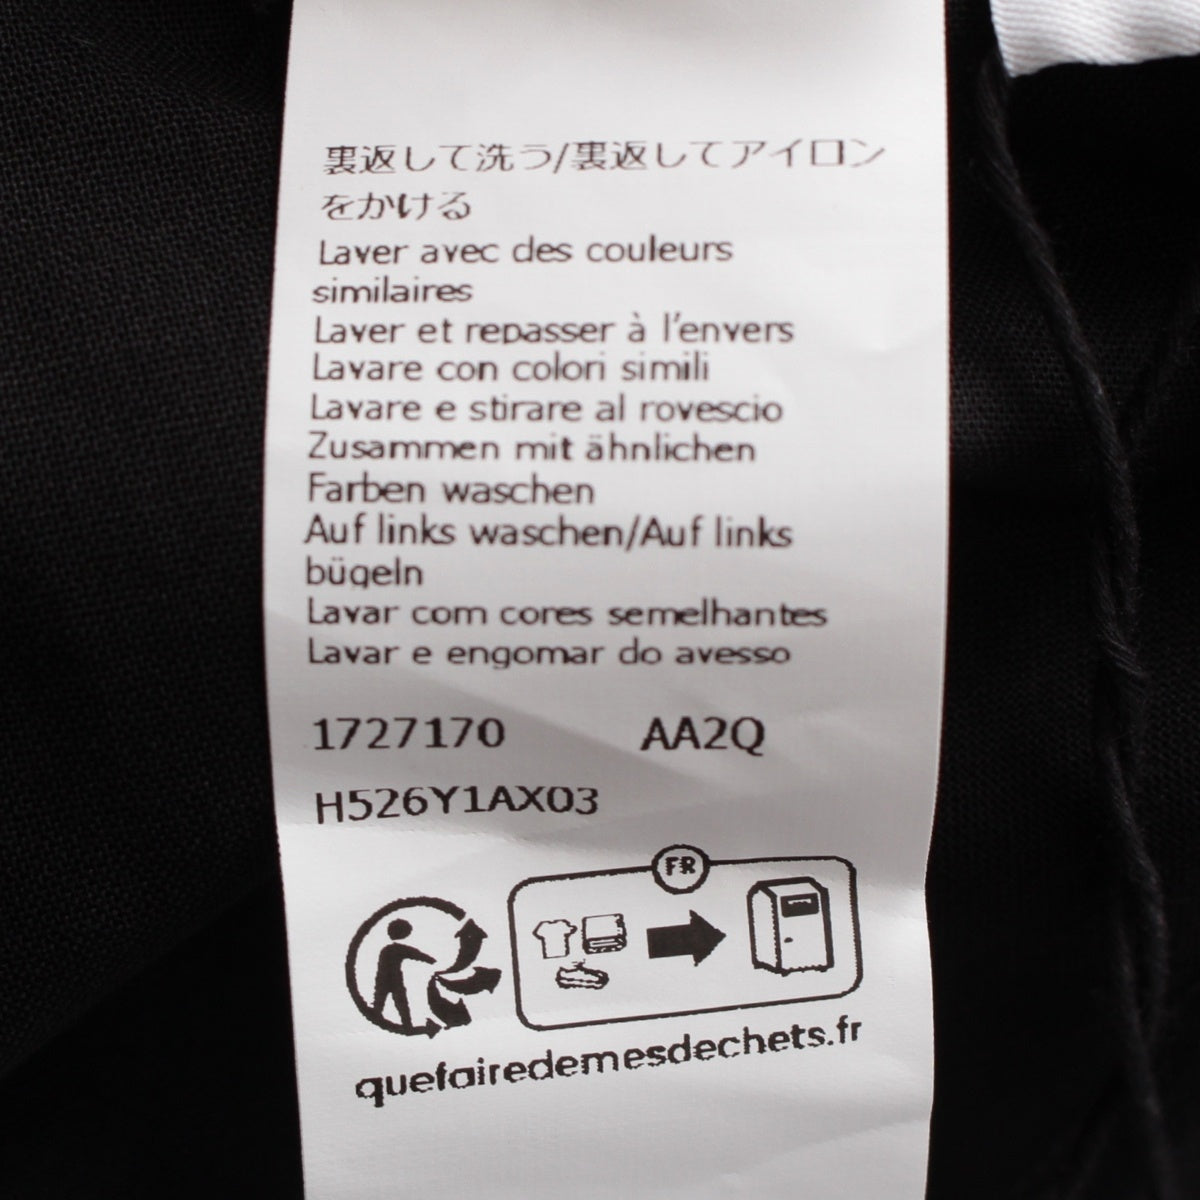 裏返して洗う/裏返してアイロン
をかける
Laver avec des couleurs
similaires
Laver et repasser à l'envers
Lavare con colori simili
Lavare e stirare al rovescio
Zusammen mit ähnlichen
Farben waschen
Auf links waschen/Auf links
bügeln
Lavar com cores semelhantes
Lavar e engomar do avesso
1727170 AA2Q
H526Y1AX03
FR
quefairedemesdechets.fr